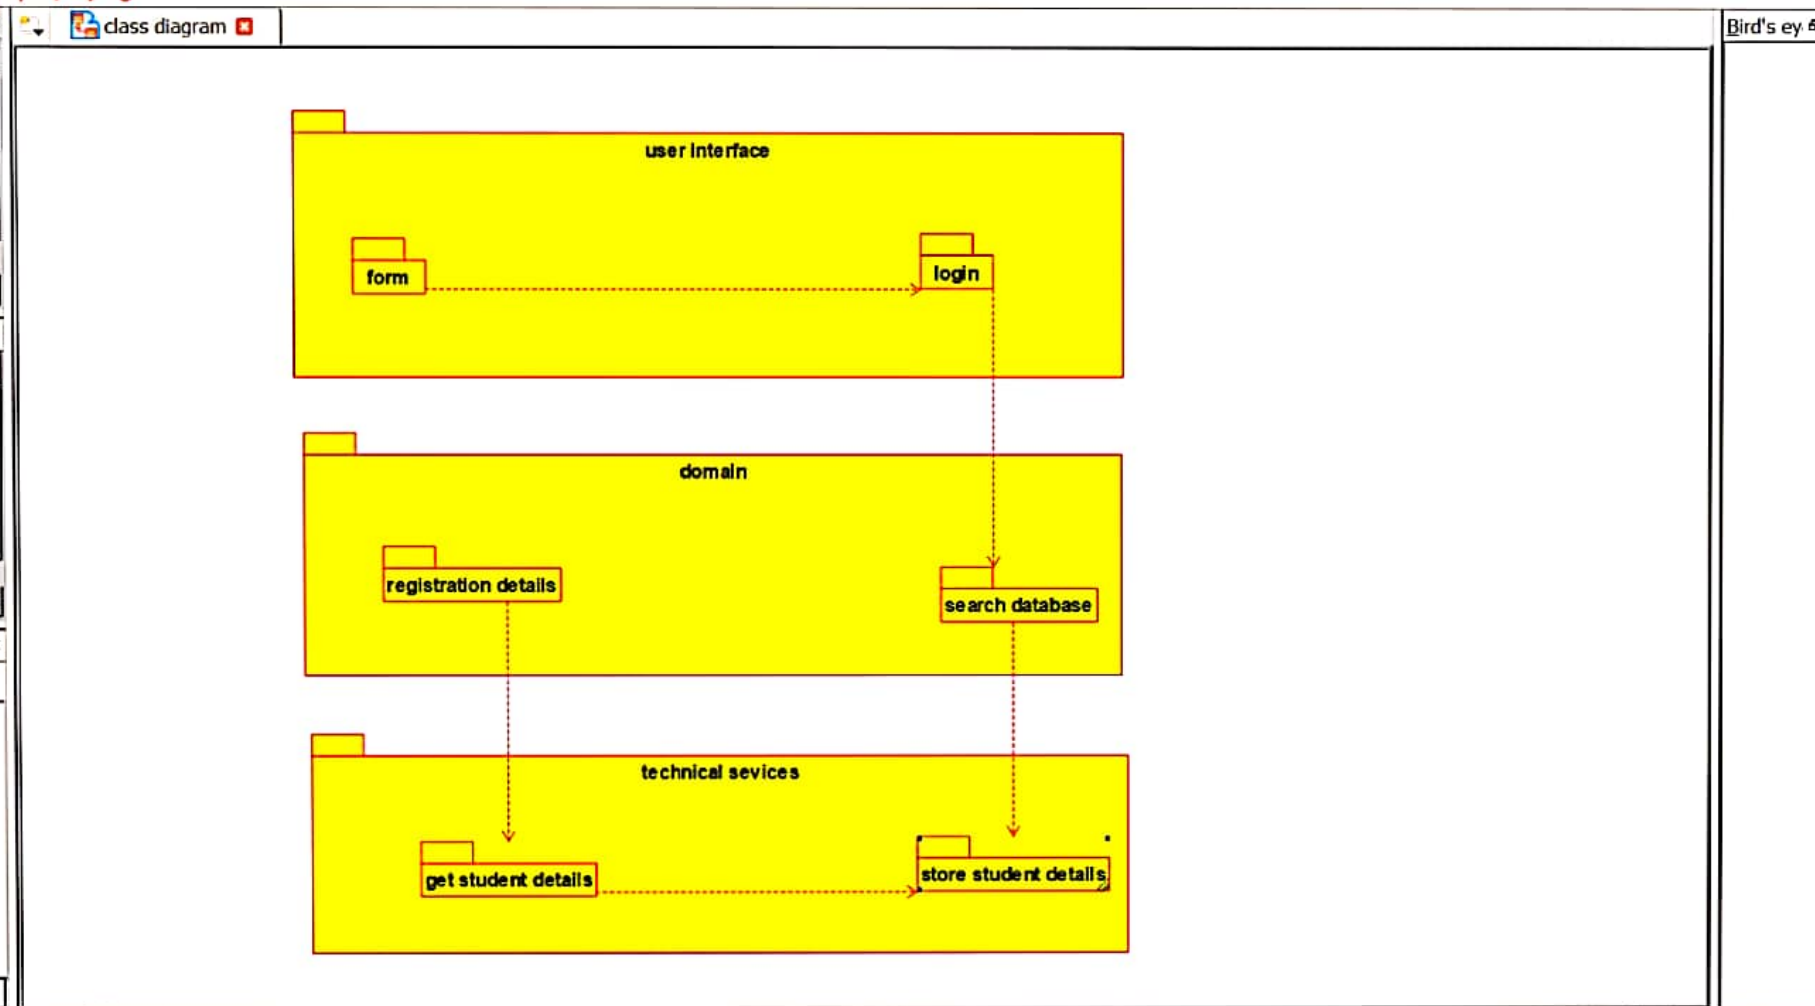 class diagram
Bird's ey
user interface
form
login
domain
registration details
search database
technical sevices
get student details
store student details